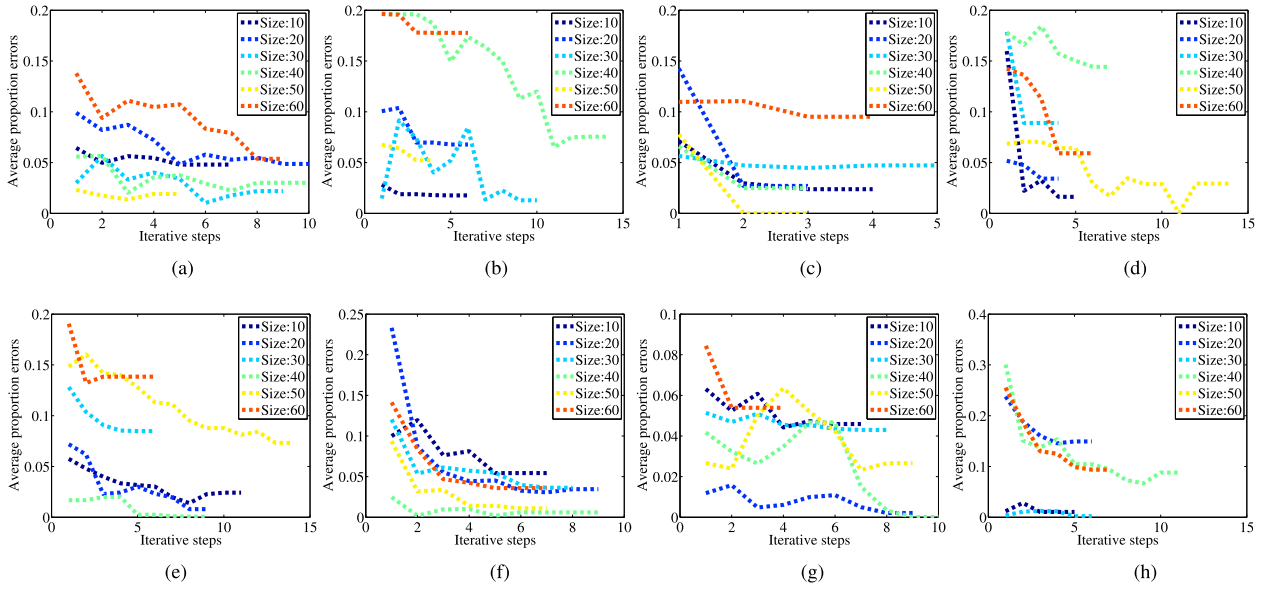 0.2
0.15
0.1
0.05
0
Average proportion errors
0 2 4 6 8 10
Iterative steps
Size:10
Size:20
Size:30
Size:40
Size:50
Size:60
(a)
0.2
0.15
0.1
0.05
0
Average proportion errors
0 5 10 15
Iterative steps
Size:10
Size:20
Size:30
Size:40
Size:50
Size:60
(b)
0.2
0.15
0.1
0.05
0
Average proportion errors
1 2 3 4 5
Iterative steps
Size:10
Size:20
Size:30
Size:40
Size:50
Size:60
(c)
0.2
0.15
0.1
0.05
0
Average proportion errors
0 5 10 15
Iterative steps
Size:10
Size:20
Size:30
Size:40
Size:50
Size:60
(d)
0.2
0.15
0.1
0.05
0
Average proportion errors
0 5 10 15
Iterative steps
Size:10
Size:20
Size:30
Size:40
Size:50
Size:60
(e)
0.25
0.2
0.15
0.1
0.05
0
Average proportion errors
0 2 4 6 8 10
Iterative steps
Size:10
Size:20
Size:30
Size:40
Size:50
Size:60
(f)
0.1
0.08
0.06
0.04
0.02
0
Average proportion errors
0 2 4 6 8 10
Iterative steps
Size:10
Size:20
Size:30
Size:40
Size:50
Size:60
(g)
0.4
0.3
0.2
0.1
0
Average proportion errors
0 5 10 15
Iterative steps
Size:10
Size:20
Size:30
Size:40
Size:50
Size:60
(h)